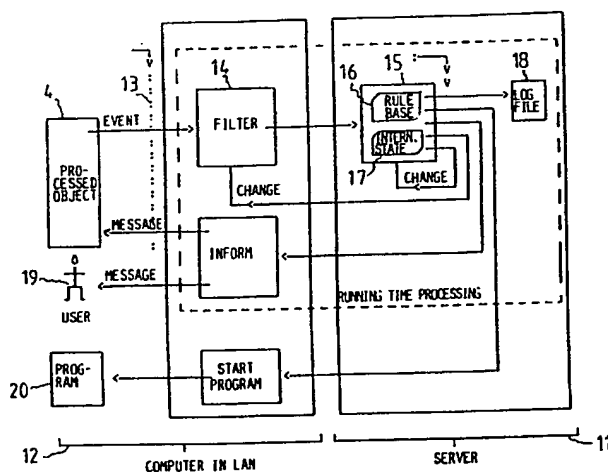 19
13
4
14
15
18
16
EVENT
FILTER
RULE
BASE
LOG
FILE
PRO-
CESSED
OBJECT
INTERN.
STATE
17
CHANGE
CHANGE
MESSAGE
INFORM
19
MESSAGE
USER
RUNNING TIME PROCESSING
20
PROG-
RAM
START
PROGRAM
12
COMPUTER IN LAN
SERVER
11